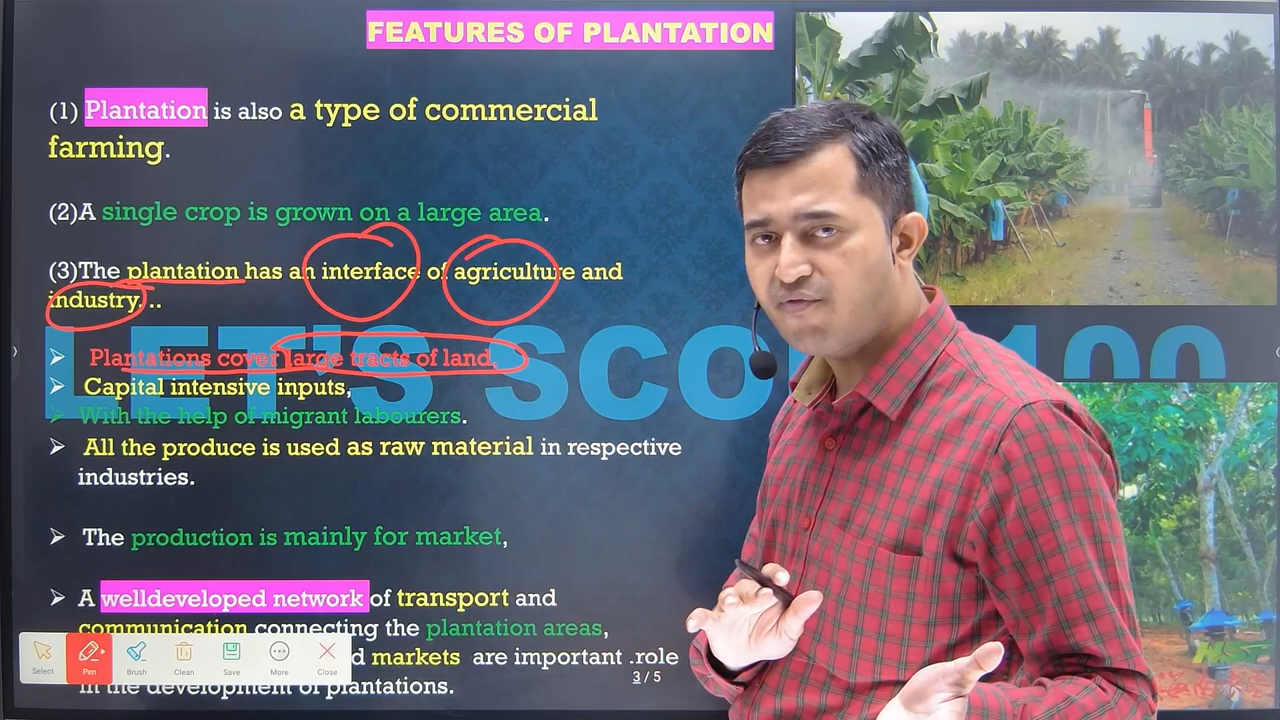 FEATURES OF PLANTATION
(1) Plantation is also a type of commercial
farming.
(2)A single crop is grown on a large area.
(3)The plantation has an interface of agriculture and
industry. ..
LET'S SCO 100
➢ Plantations cover large tracts of land.
➢ Capital intensive inputs,
➢ With the help of migrant labourers.
➢ All the produce is used as raw material in respective
industries.
➢ The production is mainly for market,
➢ A welldeveloped network of transport and
communication connecting the plantation areas,
d markets are important .role
in the development of plantations.
3 / 5
Select Pen Brush Clean Save More Close